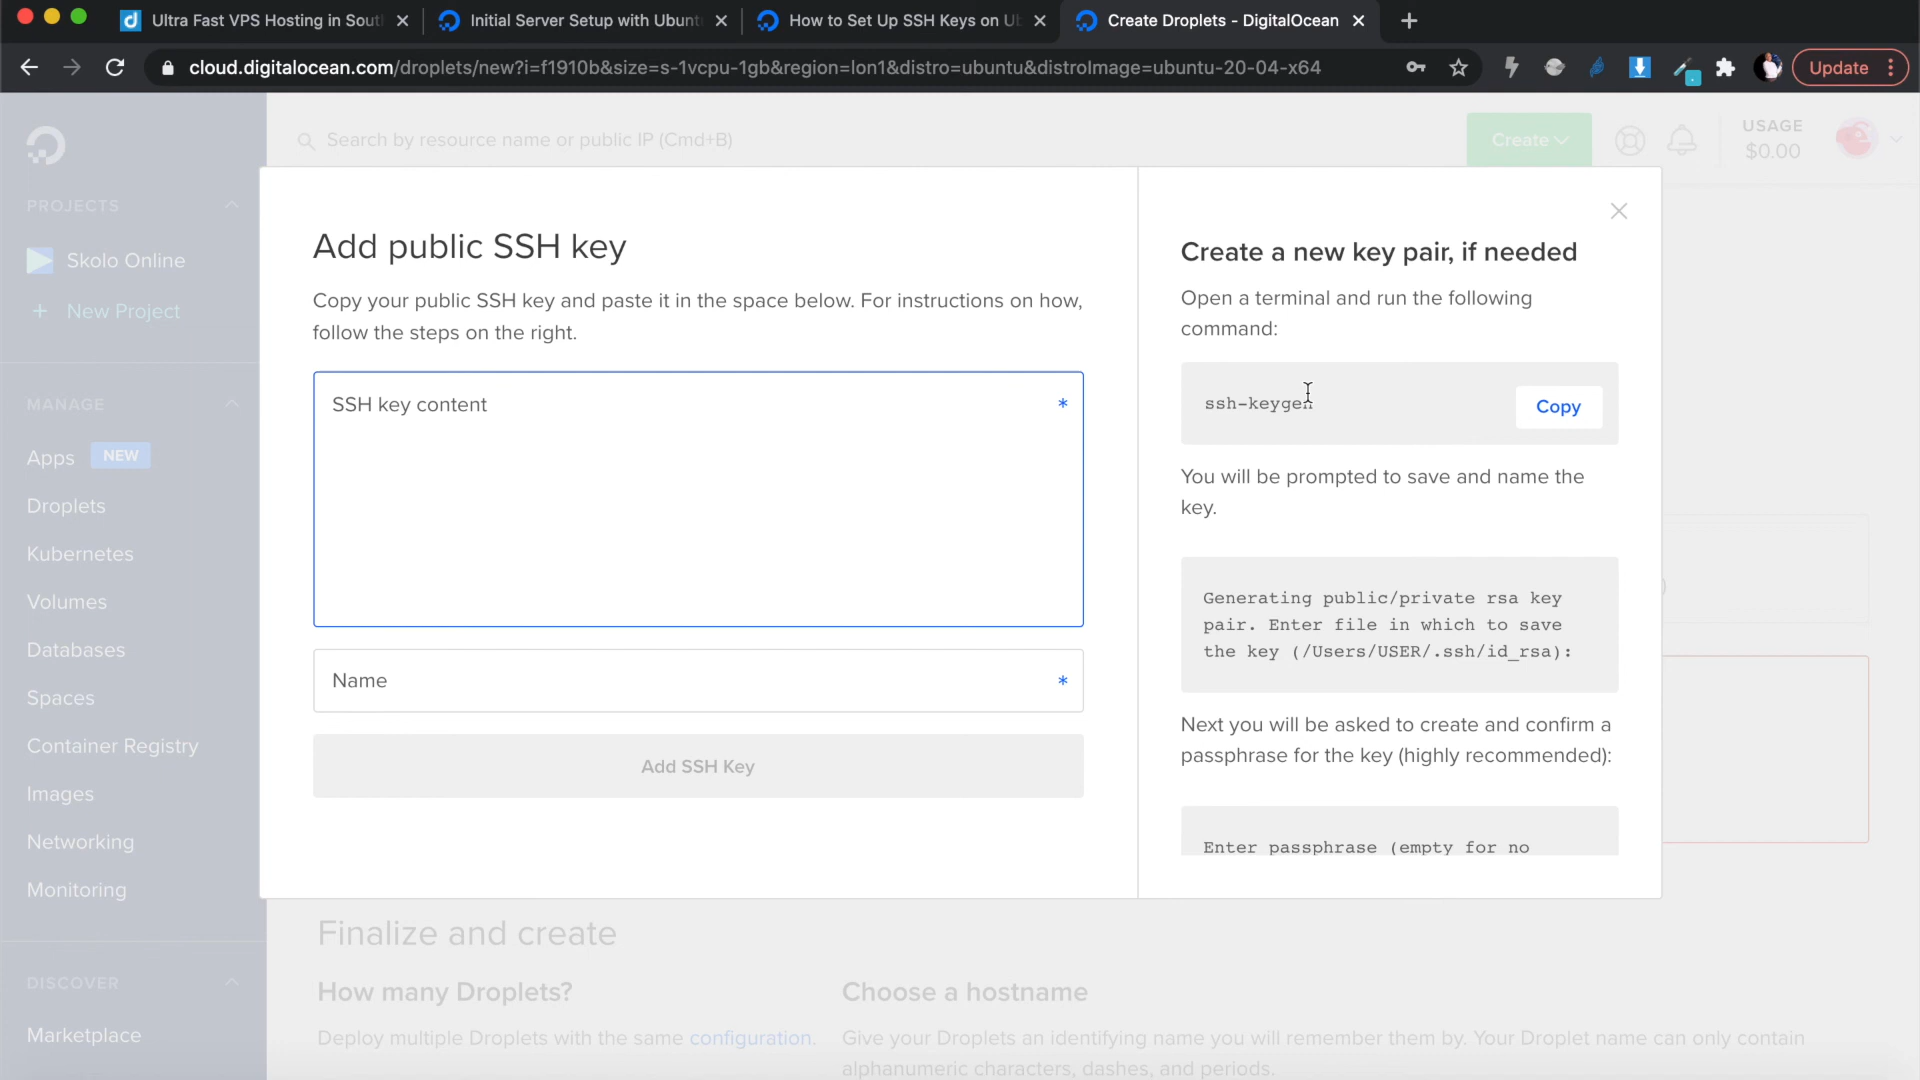 Ultra Fast VPS Hosting in Sout
Initial Server Setup with Ubunt
How to Set Up SSH Keys on Ub
Create Droplets - DigitalOcean
cloud.digitalocean.com/droplets/new?i=f1910b&size=s-1vcpu-1gb&region=lon1&distro=ubuntu&distroImage=ubuntu-20-04-x64
Update
Search by resource name or public IP (Cmd+B)
Create
USAGE
$0.00
PROJECTS
Skolo Online
+ New Project
MANAGE
Apps NEW
Droplets
Kubernetes
Volumes
Databases
Spaces
Container Registry
Images
Networking
Monitoring
DISCOVER
Marketplace
Add public SSH key
Copy your public SSH key and paste it in the space below. For instructions on how,
follow the steps on the right.
SSH key content *
Name *
Add SSH Key
Create a new key pair, if needed
Open a terminal and run the following
command:
ssh-keygen
Copy
You will be prompted to save and name the
key.
Generating public/private rsa key
pair. Enter file in which to save
the key (/Users/USER/.ssh/id_rsa):
Next you will be asked to create and confirm a
passphrase for the key (highly recommended):
Enter passphrase (empty for no
Finalize and create
How many Droplets?
Deploy multiple Droplets with the same configuration.
Choose a hostname
Give your Droplets an identifying name you will remember them by. Your Droplet name can only contain
alphanumeric characters, dashes, and periods.